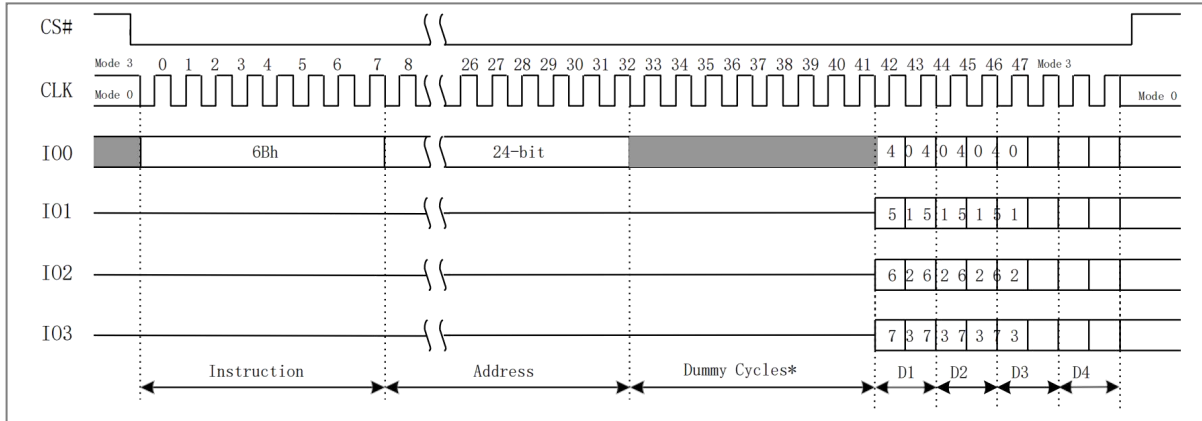 CS#
Mode 3 0 1 2 3 4 5 6 7 8 26 27 28 29 30 31 32 33 34 35 36 37 38 39 40 41 42 43 44 45 46 47 Mode 3
CLK Mode 0 Mode 0
IO0 6Bh 24-bit 4 0 4 0 4 0 4 0
IO1 5 1 5 1 5 1 5 1
IO2 6 2 6 2 6 2 6 2
IO3 7 3 7 3 7 3 7 3
Instruction Address Dummy Cycles* D1 D2 D3 D4